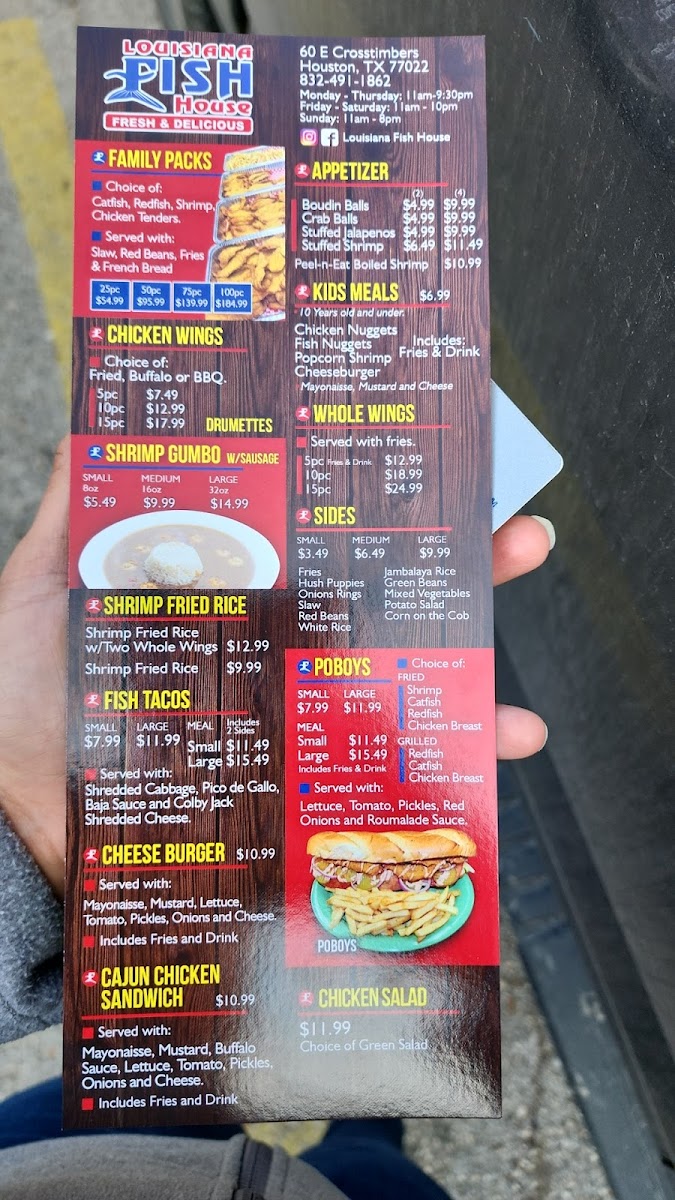 LOUISIANA
FISH
House
FRESH & DELICIOUS
60 E Crosstimbers
Houston, TX 77022
832-491-1862
Monday - Thursday: 11am-9:30pm
Friday - Saturday: 11am - 10pm
Sunday: 11am - 8pm
Louisiana Fish House
FAMILY PACKS
Choice of:
Catfish, Redfish, Shrimp,
Chicken Tenders.
Served with:
Slaw, Red Beans, Fries
& French Bread
25pc 50pc 75pc 100pc
$54.99 $95.99 $139.99 $184.99
CHICKEN WINGS
Choice of:
Fried, Buffalo or BBQ.
5pc $7.49
10pc $12.99
15pc $17.99 DRUMETTES
SHRIMP GUMBO W/SAUSAGE
SMALL MEDIUM LARGE
8oz 16oz 32oz
$5.49 $9.99 $14.99
SHRIMP FRIED RICE
Shrimp Fried Rice
w/Two Whole Wings $12.99
Shrimp Fried Rice $9.99
FISH TACOS
SMALL LARGE MEAL Includes 2 Sides
$7.99 $11.99 Small $11.49
Large $15.49
Served with:
Shredded Cabbage, Pico de Gallo,
Baja Sauce and Colby Jack
Shredded Cheese.
CHEESE BURGER $10.99
Served with:
Mayonaisse, Mustard, Lettuce,
Tomato, Pickles, Onions and Cheese.
Includes Fries and Drink
CAJUN CHICKEN
SANDWICH $10.99
Served with:
Mayonaisse, Mustard, Buffalo
Sauce, Lettuce, Tomato, Pickles,
Onions and Cheese.
Includes Fries and Drink
APPETIZER
(2) (4)
Boudin Balls $4.99 $9.99
Crab Balls $4.99 $9.99
Stuffed Jalapenos $4.99 $9.99
Stuffed Shrimp $6.49 $11.49
Peel-n-Eat Boiled Shrimp $10.99
KIDS MEALS $6.99
10 Years old and under.
Chicken Nuggets
Fish Nuggets
Popcorn Shrimp
Cheeseburger
Includes:
Fries & Drink
Mayonaisse, Mustard and Cheese
WHOLE WINGS
Served with fries.
5pc Fries & Drink $12.99
10pc $18.99
15pc $24.99
SIDES
SMALL MEDIUM LARGE
$3.49 $6.49 $9.99
Fries
Hush Puppies
Onions Rings
Slaw
Red Beans
White Rice
Jambalaya Rice
Green Beans
Mixed Vegetables
Potato Salad
Corn on the Cob
POBOYS
SMALL LARGE
$7.99 $11.99
MEAL
Small $11.49
Large $15.49
Includes Fries & Drink
Choice of:
FRIED
Shrimp
Catfish
Redfish
Chicken Breast
GRILLED
Redfish
Catfish
Chicken Breast
Served with:
Lettuce, Tomato, Pickles, Red
Onions and Roumalade Sauce.
POBOYS
CHICKEN SALAD
$11.99
Choice of Green Salad